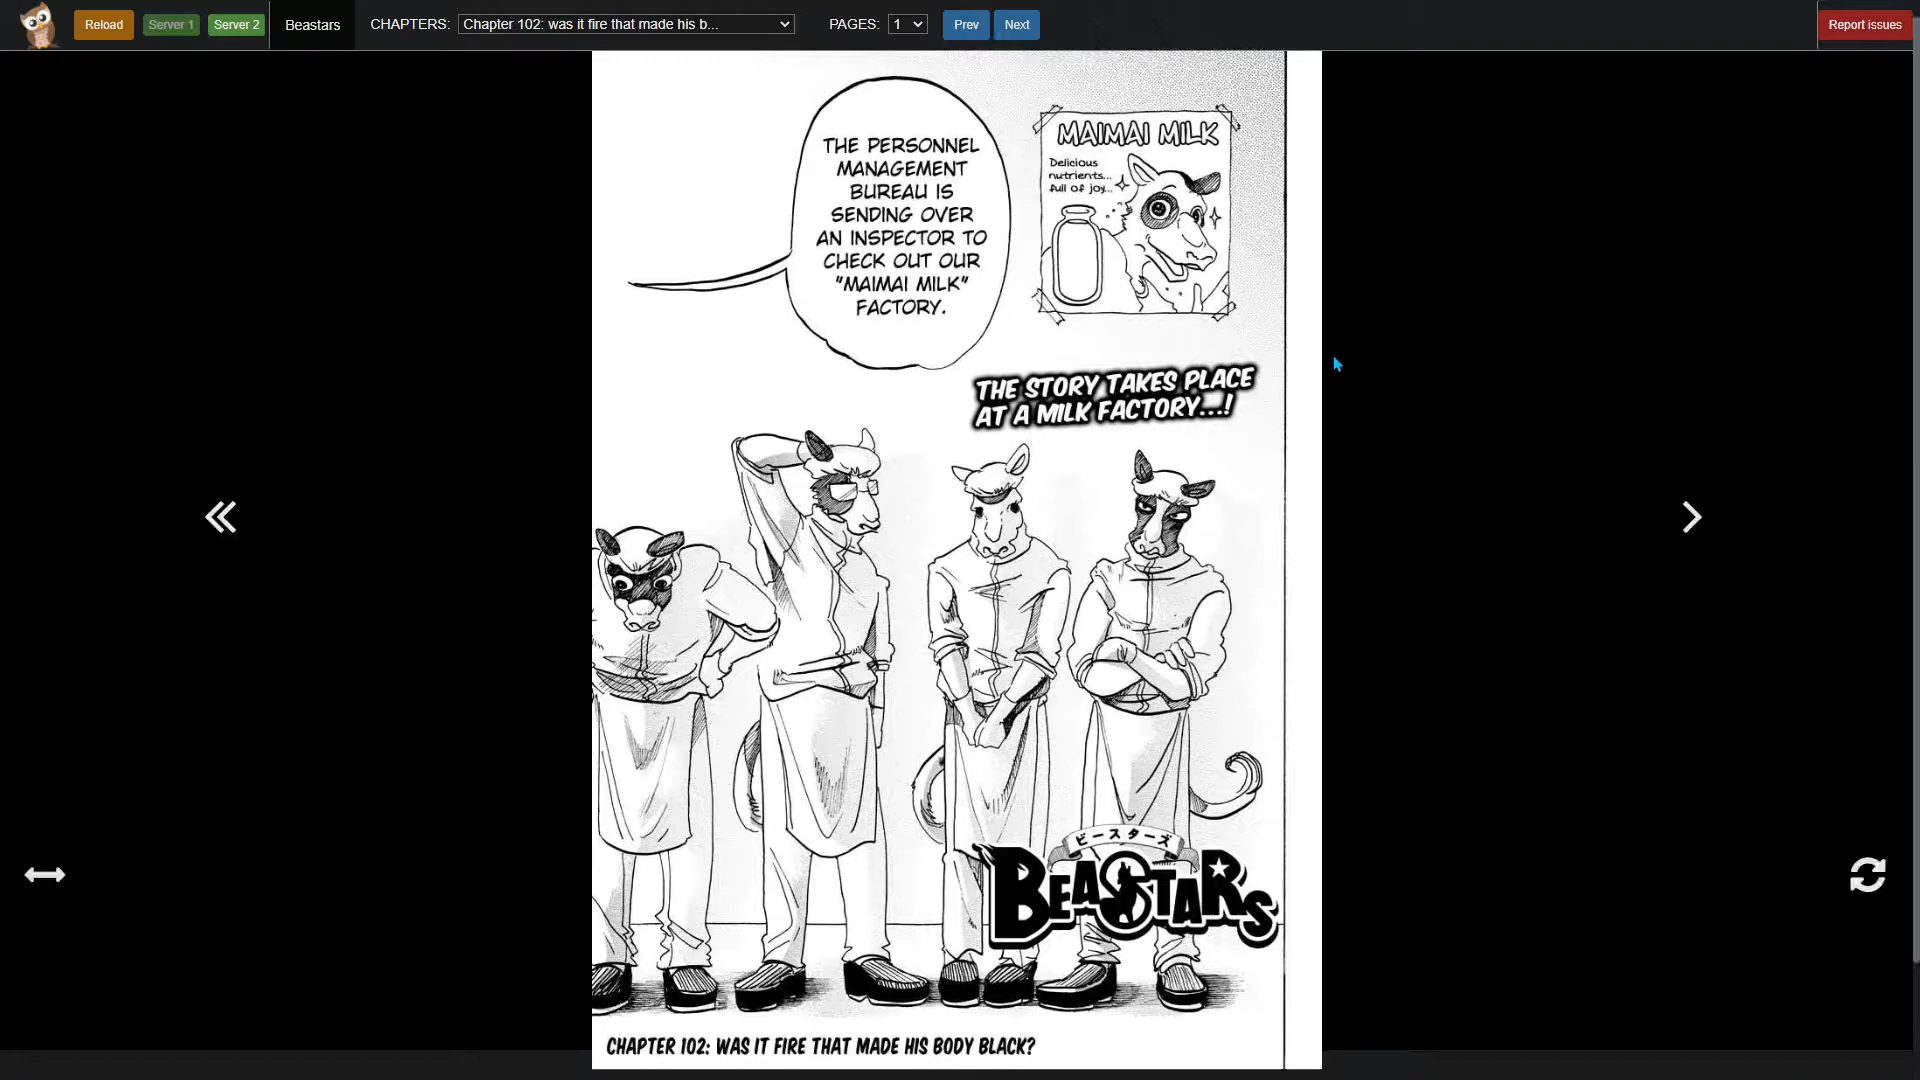 Reload
Server 1
Server 2
Beastars
CHAPTERS:
Chapter 102: was it fire that made his b...
PAGES:
1
Prev
Next
Report issues
THE PERSONNEL
MANAGEMENT
BUREAU IS
SENDING OVER
AN INSPECTOR TO
CHECK OUT OUR
"MAIMAI MILK"
FACTORY.
MAIMAI MILK
Delicious
nutrients...
full of joy...
THE STORY TAKES PLACE
AT A MILK FACTORY...!
ビースターズ
BEASTARS
CHAPTER 102: WAS IT FIRE THAT MADE HIS BODY BLACK?